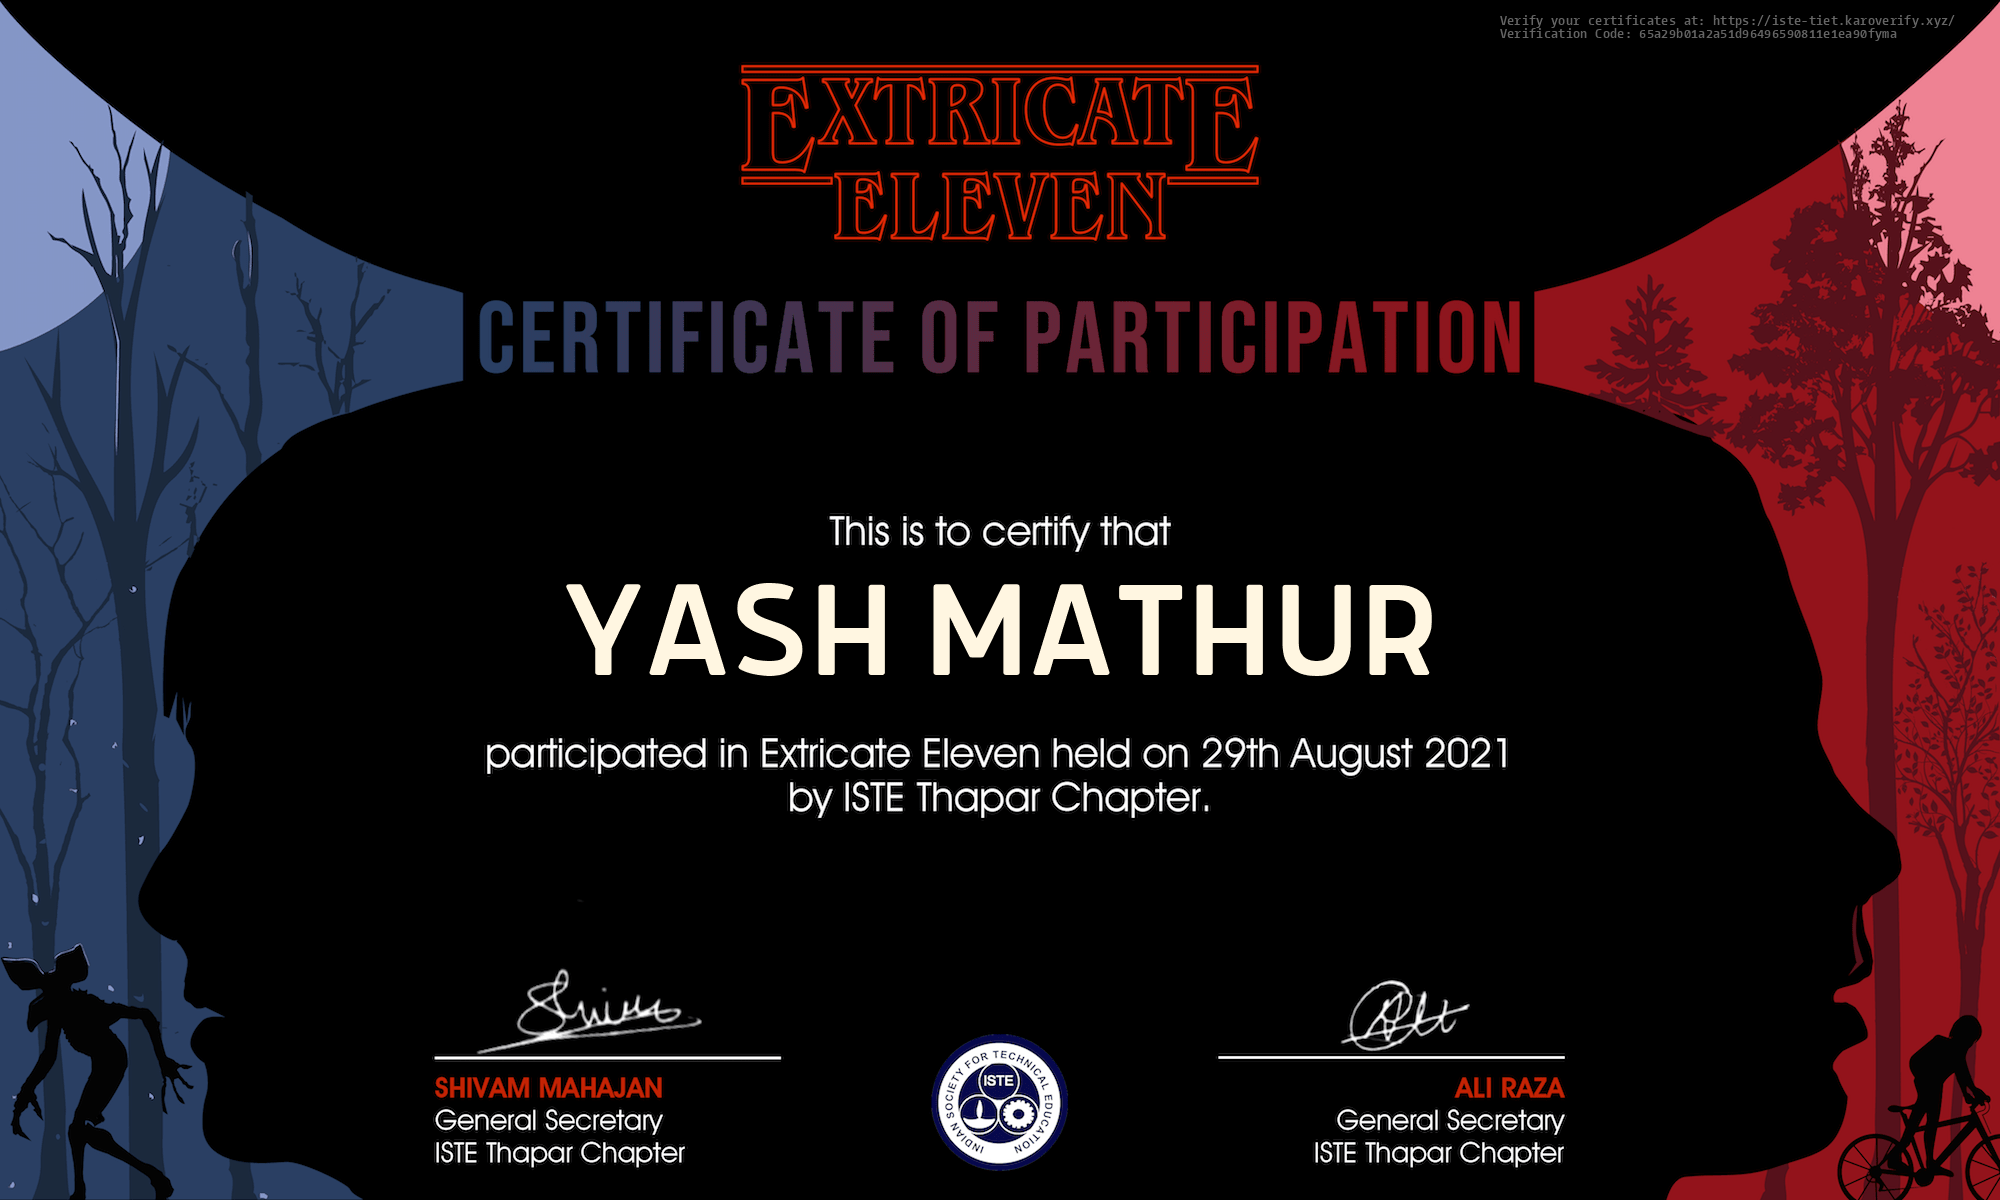 Verify your certificates at: https://iste-tiet.karoverify.xyz/
Verification Code: 65a29b01a2a51d96496590811e1ea90fyma
EXTRICATE
ELEVEN
CERTIFICATE OF PARTICIPATION
This is to certify that
YASH MATHUR
participated in Extricate Eleven held on 29th August 2021
by ISTE Thapar Chapter.
SHIVAM MAHAJAN
General Secretary
ISTE Thapar Chapter
INDIAN SOCIETY FOR TECHNICAL EDUCATION
ISTE
ALI RAZA
General Secretary
ISTE Thapar Chapter